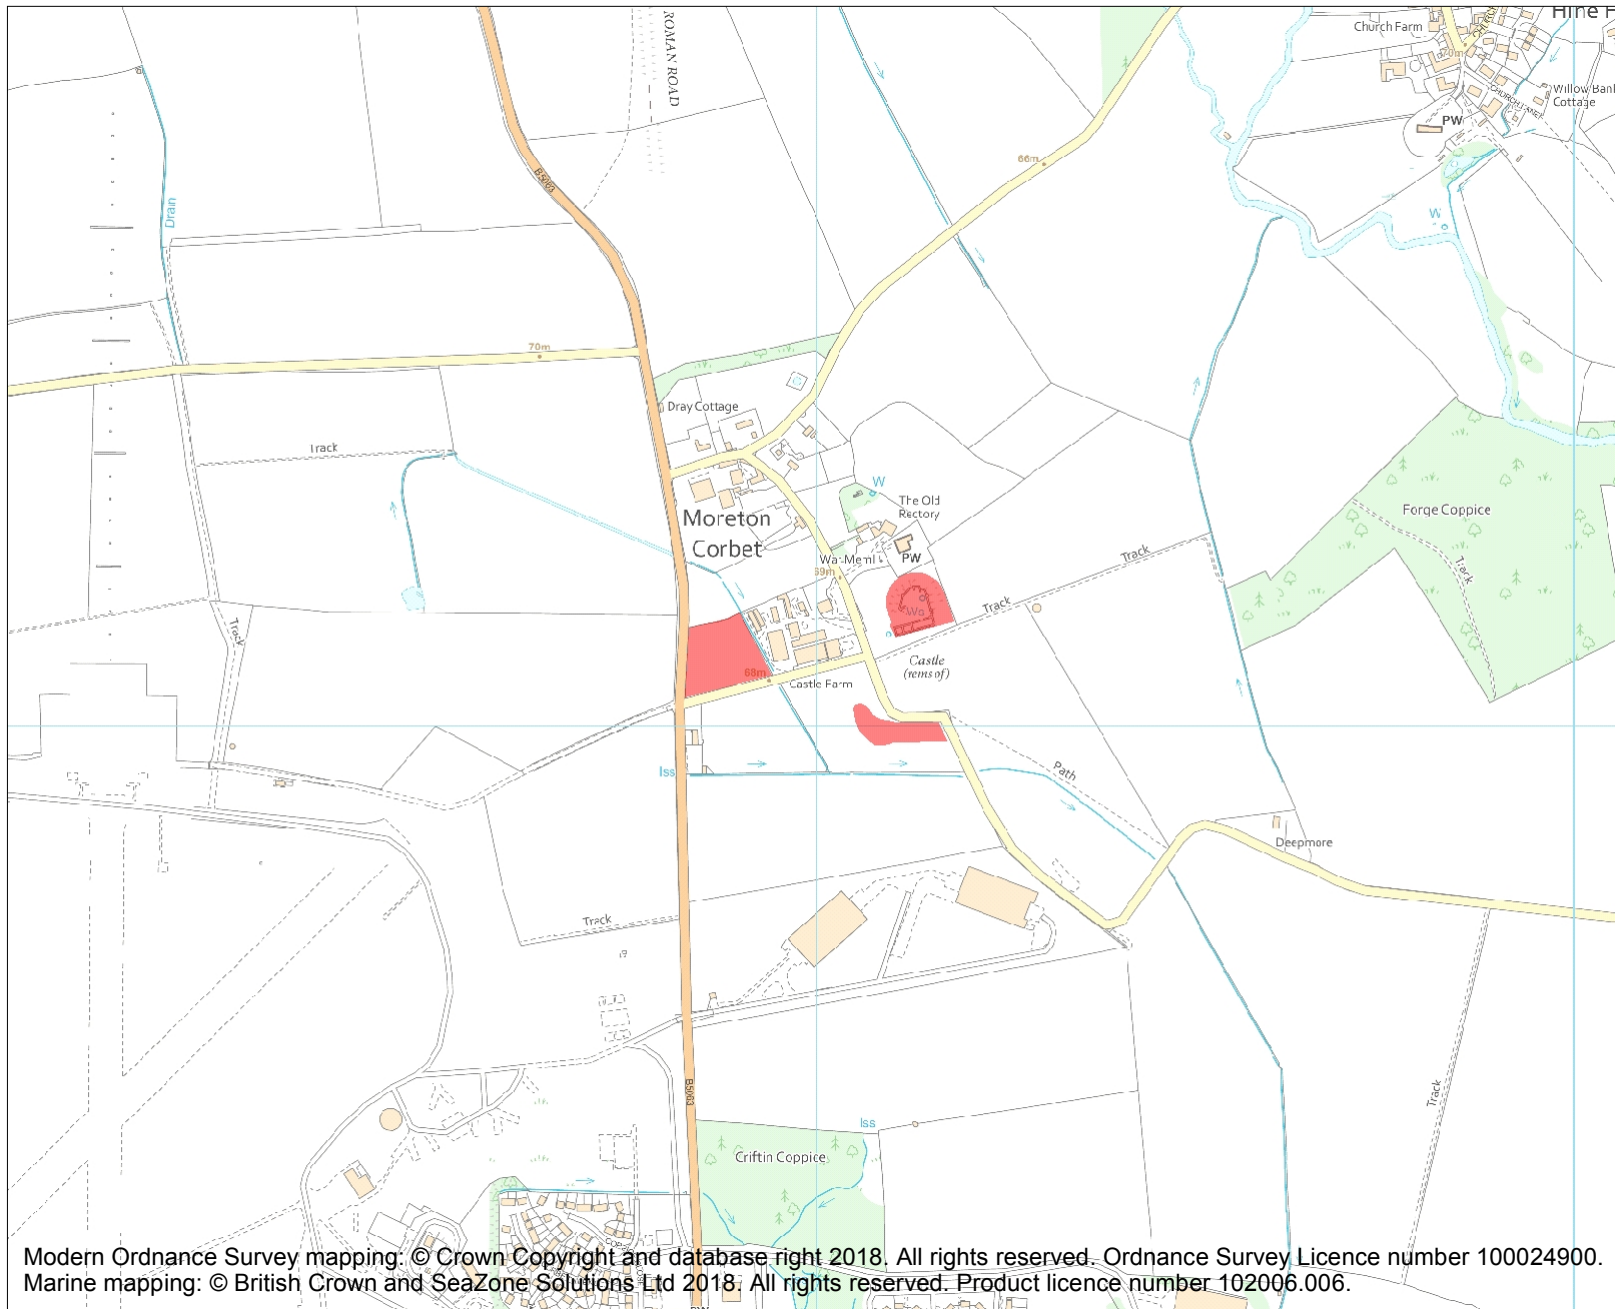 Church Farm
ROMAN ROAD
Willow Bank
Cottage
CHURCH LANE
PW
66m
B5063
Drain
W
70m
Dray Cottage
Track
W
The Old
Rectory
Forge Coppice
Moreton
Corbet
War Meml
PW
69m
Track
Track
Track
Track
Castle
(rems of)
68m
Castle Farm
Iss
Path
Deepmore
Track
B5063
Track
Iss
Criftin Coppice
Modern Ordnance Survey mapping: © Crown Copyright and database right 2018. All rights reserved. Ordnance Survey Licence number 100024900.
Marine mapping: © British Crown and SeaZone Solutions Ltd 2018. All rights reserved. Product licence number 102006.006.